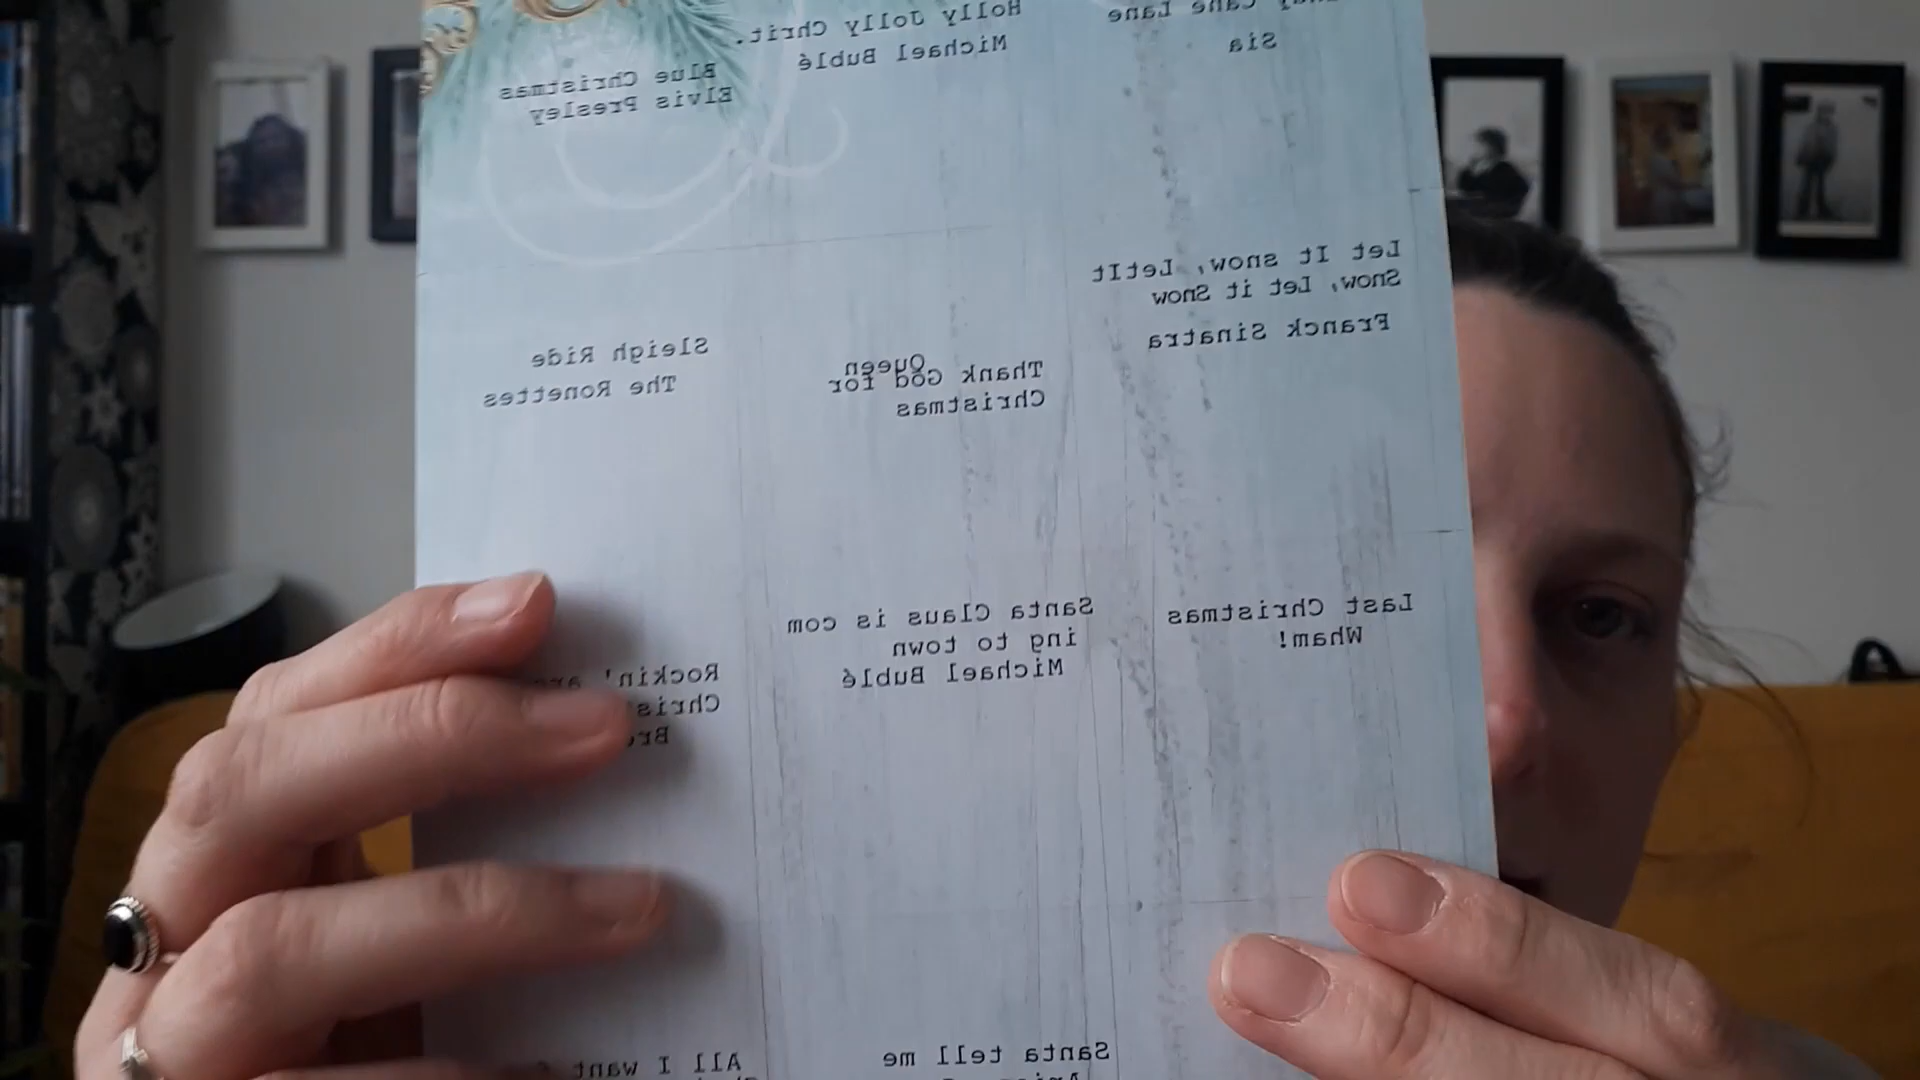 Cane Lane
Sia
Holly Jolly Chrit.
Michael Bublé
Blue Christmas
Elvis Presley
Let It snow, LetIt
Snow, Let it Snow
Franck Sinatra
Queen
Thank God for
Christmas
Sleigh Ride
The Ronettes
Last Christmas
Wham!
Santa Claus is com
ing to town
Michael Bublé
Rockin'
Santa tell me
All I want